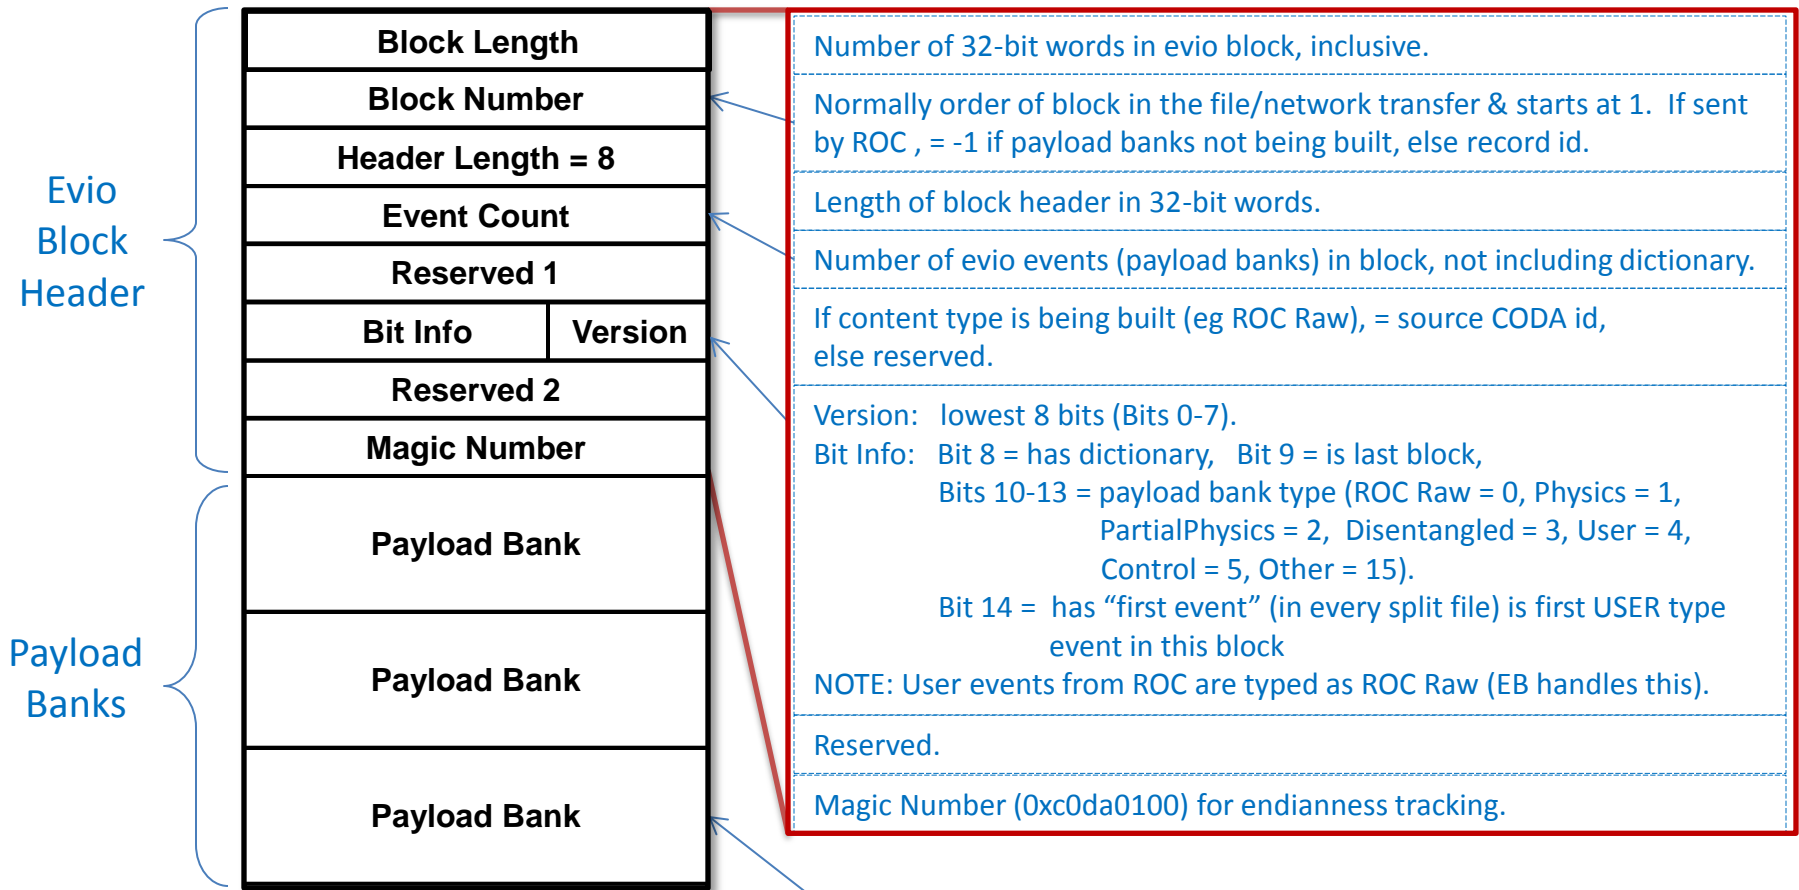 Evio
Block
Header
Payload
Banks
Block Length
Block Number
Header Length = 8
Event Count
Reserved 1
Bit Info Version
Reserved 2
Magic Number
Payload Bank
Payload Bank
Payload Bank
Number of 32-bit words in evio block, inclusive.
Normally order of block in the file/network transfer & starts at 1. If sent
by ROC , = -1 if payload banks not being built, else record id.
Length of block header in 32-bit words.
Number of evio events (payload banks) in block, not including dictionary.
If content type is being built (eg ROC Raw), = source CODA id,
else reserved.
Version: lowest 8 bits (Bits 0-7).
Bit Info: Bit 8 = has dictionary, Bit 9 = is last block,
Bits 10-13 = payload bank type (ROC Raw = 0, Physics = 1,
PartialPhysics = 2, Disentangled = 3, User = 4,
Control = 5, Other = 15).
Bit 14 = has “first event” (in every split file) is first USER type
event in this block
NOTE: User events from ROC are typed as ROC Raw (EB handles this).
Reserved.
Magic Number (0xc0da0100) for endianness tracking.